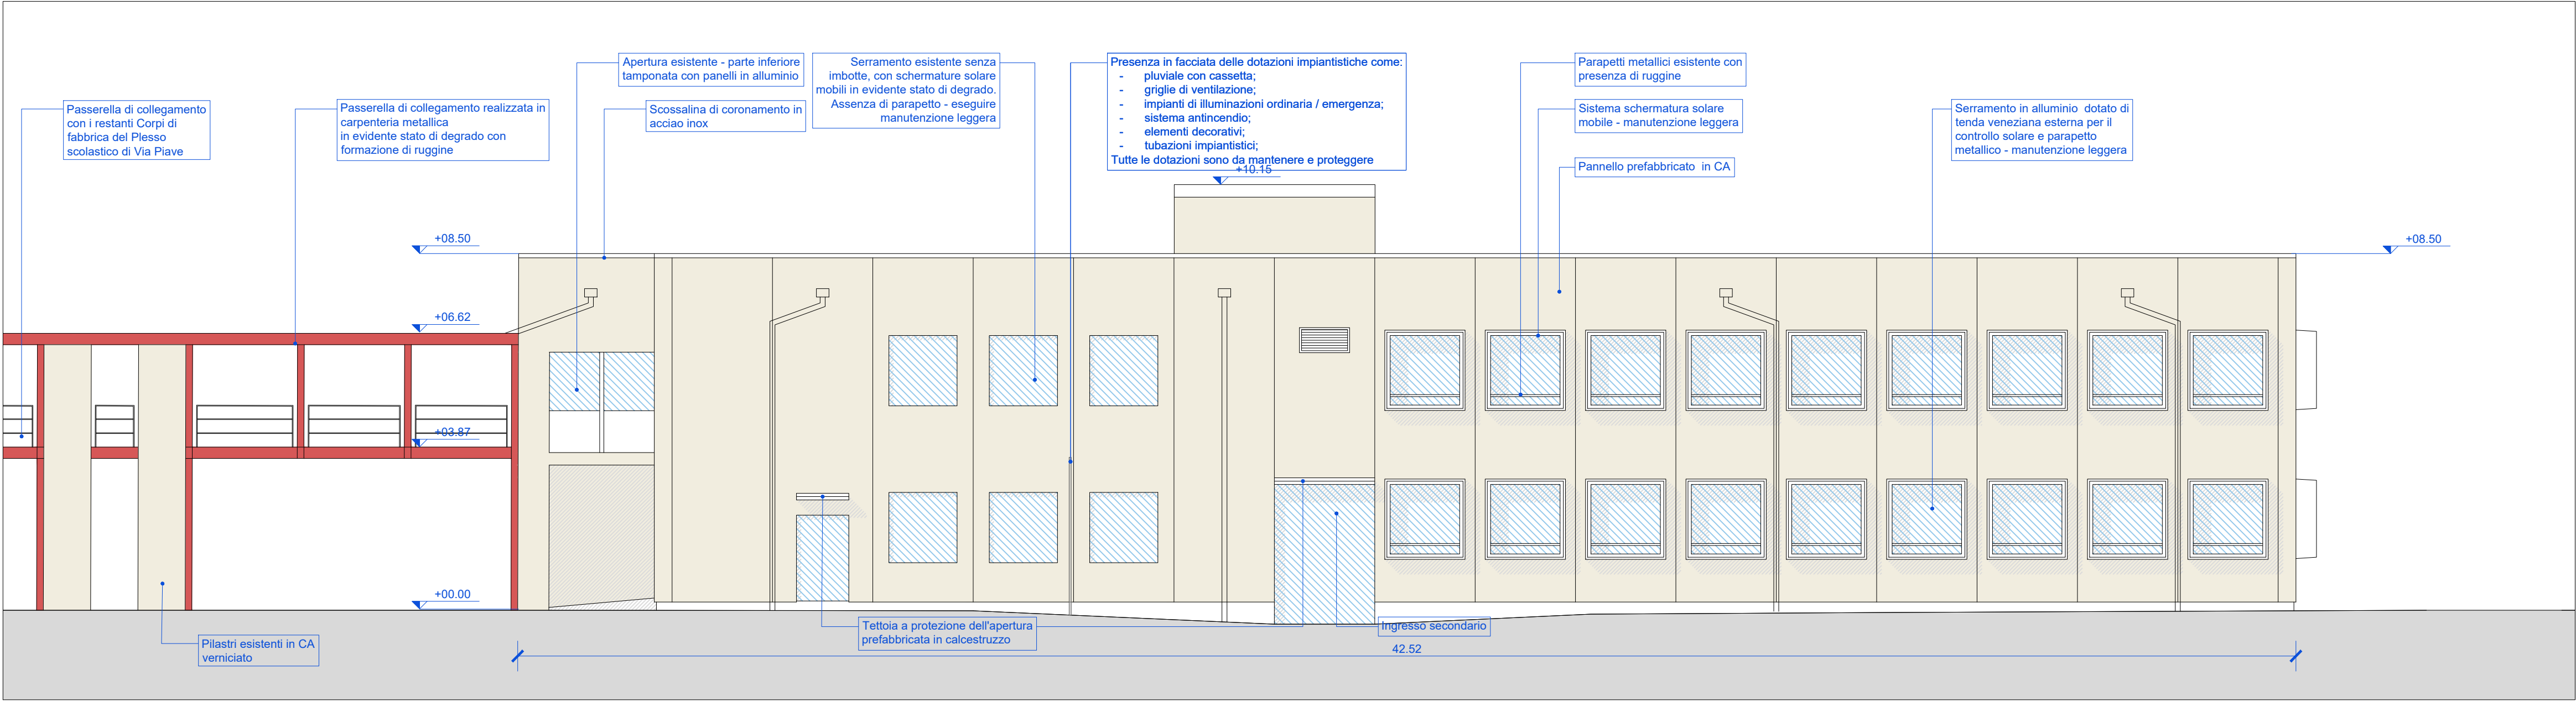 Passerella di collegamento
con i restanti Corpi di
fabbrica del Plesso
scolastico di Via Piave
Passerella di collegamento realizzata in
carpenteria metallica
in evidente stato di degrado con
formazione di ruggine
Apertura esistente - parte inferiore
tamponata con panelli in alluminio
Scossalina di coronamento in
acciao inox
Serramento esistente senza
imbotte, con schermature solare
mobili in evidente stato di degrado.
Assenza di parapetto - eseguire
manutenzione leggera
Presenza in facciata delle dotazioni impiantistiche come:
- pluviale con cassetta;
- griglie di ventilazione;
- impianti di illuminazioni ordinaria / emergenza;
- sistema antincendio;
- elementi decorativi;
- tubazioni impiantistici;
Tutte le dotazioni sono da mantenere e proteggere
Parapetti metallici esistente con
presenza di ruggine
Sistema schermatura solare
mobile - manutenzione leggera
Pannello prefabbricato in CA
Serramento in alluminio dotato di
tenda veneziana esterna per il
controllo solare e parapetto
metallico - manutenzione leggera
+10.15
+08.50
+08.50
+06.62
+03.87
+00.00
Pilastri esistenti in CA
verniciato
Tettoia a protezione dell'apertura
prefabbricata in calcestruzzo
Ingresso secondario
42.52